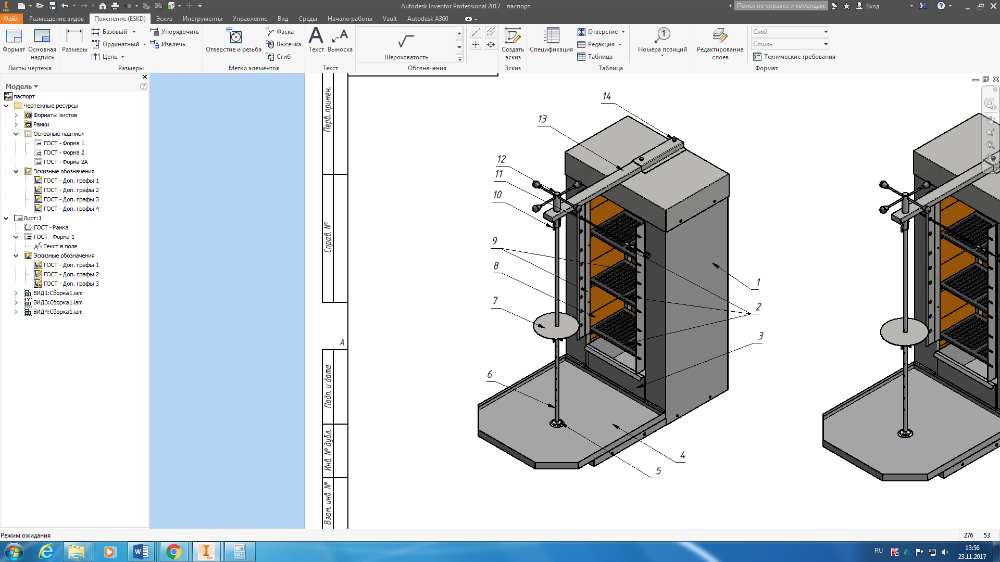 Autodesk Inventor Professional 2017 паспорт
Поиск по справке и командам.
Вход
PRO
Файл
Размещение видов
Пояснение (ESKD)
Эскиз
Инструменты
Управление
Вид
Среды
Начало работы
Vault
Autodesk A360
Формат
Основная надпись
Листы чертежа
Размеры
Базовый
Ординатный
Цепь
Упорядочить
Извлечь
Размеры
Отверстие и резьба
Фаска
Высечка
Сгиб
Метки элементов
Текст
Выноска
Текст
Шероховатость
Обозначения
Создать эскиз
Эскиз
Спецификация
Отверстие
Редакция
Таблица
Номера позиций
Таблица
Редактирование слоев
Слой
Стиль
Технические требования
Формат
Модель
паспорт
Чертежные ресурсы
Форматы листов
Рамки
Основные надписи
ГОСТ - Форма 1
ГОСТ - Форма 2
ГОСТ - Форма 2А
Эскизные обозначения
ГОСТ - Доп. графы 1
ГОСТ - Доп. графы 2
ГОСТ - Доп. графы 3
ГОСТ - Доп. графы 4
Лист:1
ГОСТ - Рамка
ГОСТ - Форма 1
Текст в поле
Эскизные обозначения
ГОСТ - Доп. графы 1
ГОСТ - Доп. графы 2
ГОСТ - Доп. графы 3
ВИД1:Сборка1.iam
ВИД3:Сборка1.iam
ВИД4:Сборка1.iam
Перв. примен.
Справ. №
А
Подп. и дата
Инв. № дубл.
Взам. инв. №
14
13
12
11
10
9
8
7
6
1
2
3
4
5
2D
Режим ожидания
276 53
RU
13:56
23.11.2017